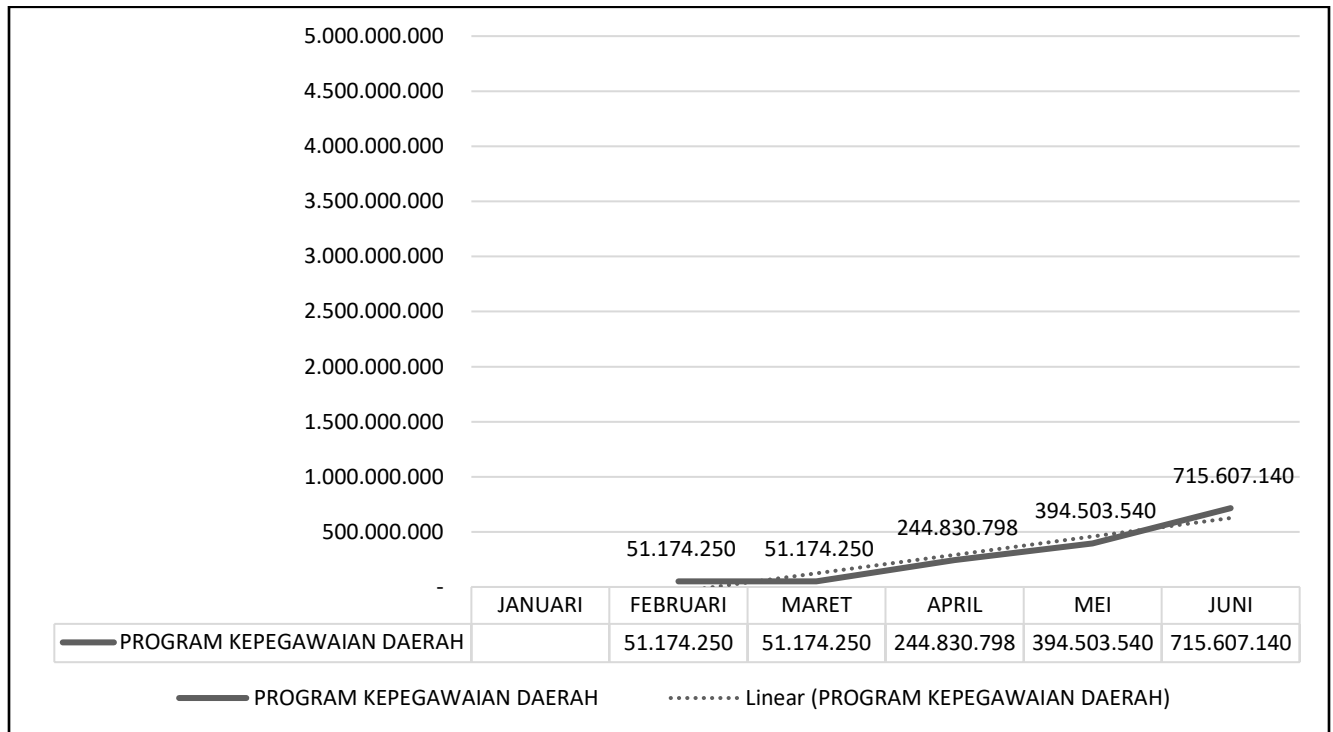 5.000.000.000
4.500.000.000
4.000.000.000
3.500.000.000
3.000.000.000
2.500.000.000
2.000.000.000
1.500.000.000
1.000.000.000
500.000.000
-
51.174.250 51.174.250 244.830.798 394.503.540 715.607.140
JANUARI FEBRUARI MARET APRIL MEI JUNI
PROGRAM KEPEGAWAIAN DAERAH 51.174.250 51.174.250 244.830.798 394.503.540 715.607.140
PROGRAM KEPEGAWAIAN DAERAH Linear (PROGRAM KEPEGAWAIAN DAERAH)